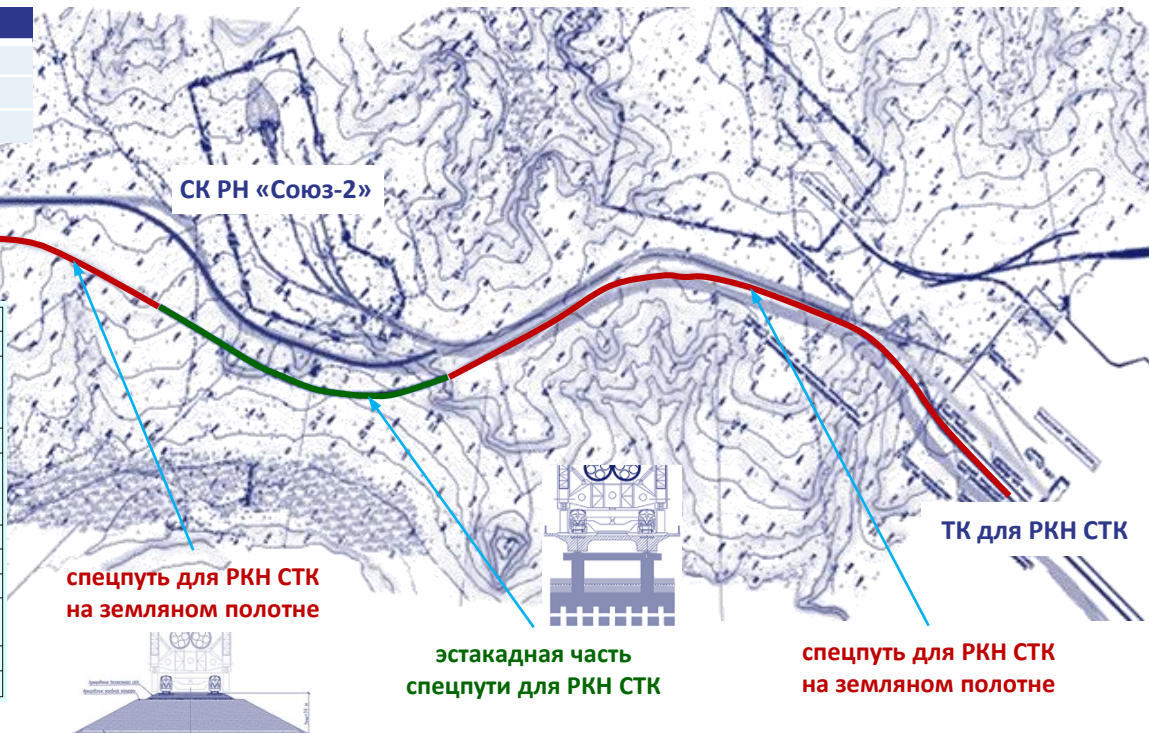 СК РН «Союз-2»
ТК для РКН СТК
спецпуть для РКН СТК
на земляном полотне
эстакадная часть
спецпути для РКН СТК
спецпуть для РКН СТК
на земляном полотне